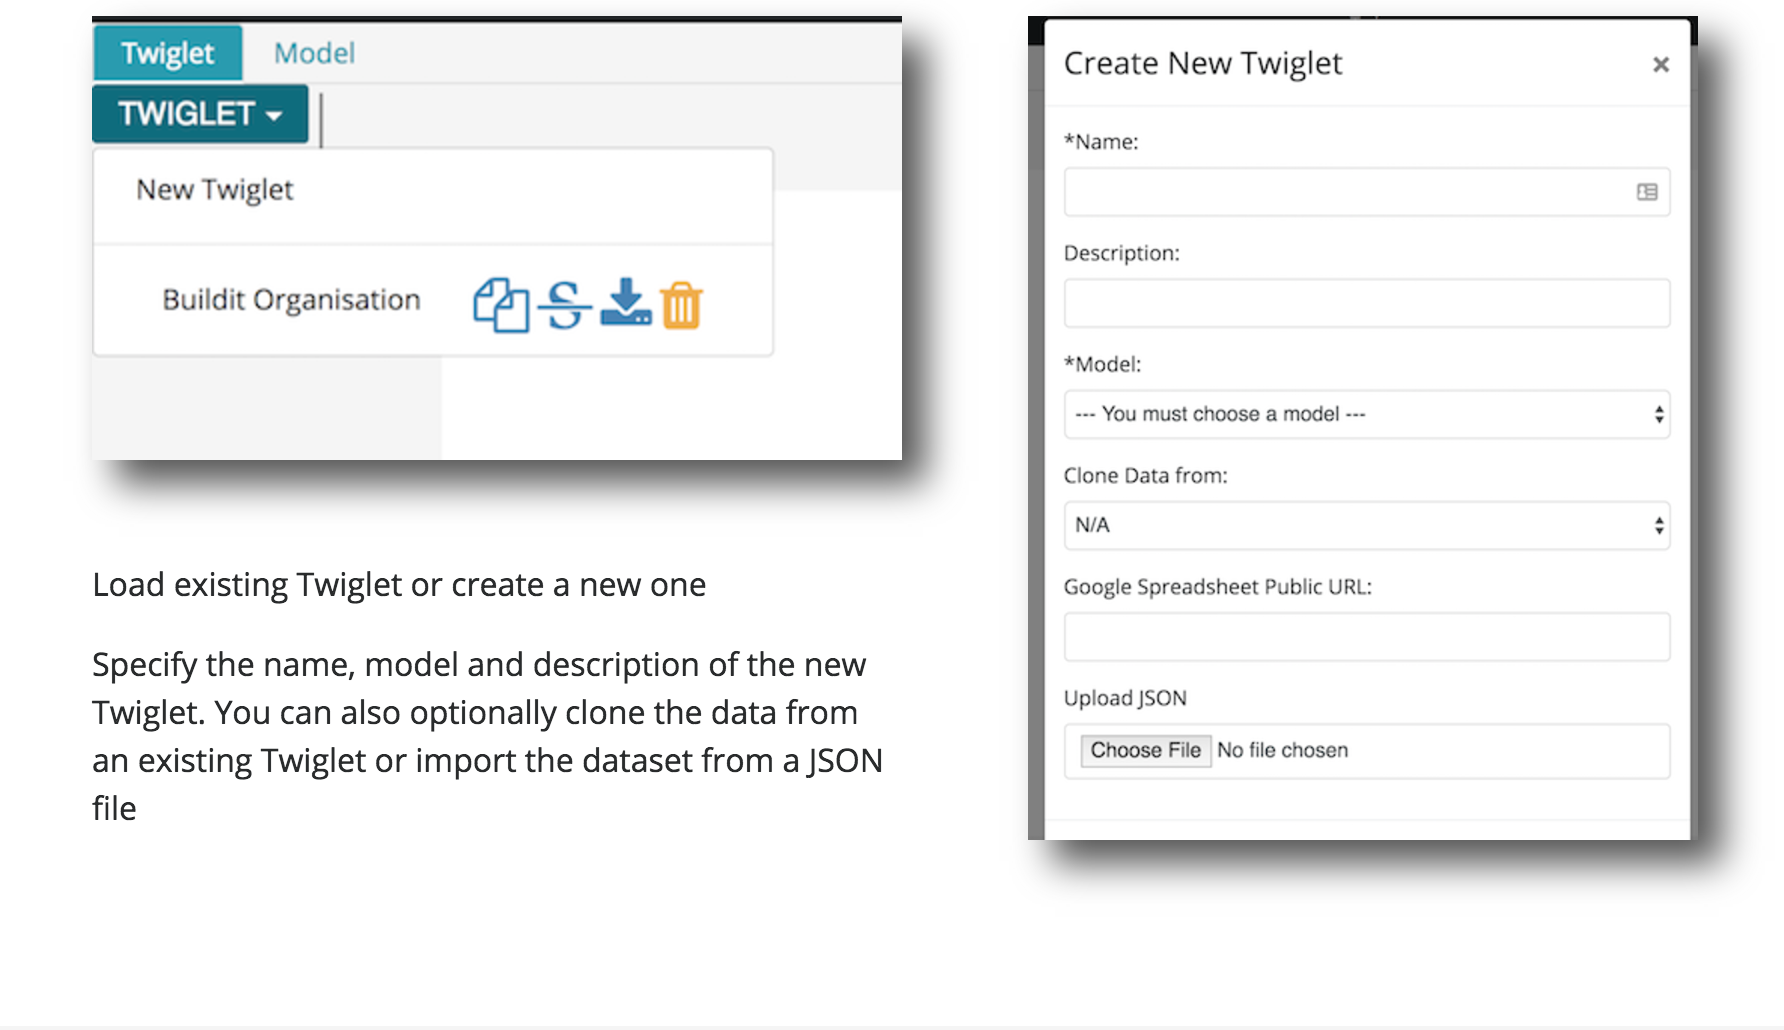 Twiglet Model
TWIGLET
New Twiglet
Buildit Organisation
Load existing Twiglet or create a new one
Specify the name, model and description of the new
Twiglet. You can also optionally clone the data from
an existing Twiglet or import the dataset from a JSON
file
Create New Twiglet ×
*Name:
Description:
*Model:
--- You must choose a model ---
Clone Data from:
N/A
Google Spreadsheet Public URL:
Upload JSON
Choose File No file chosen